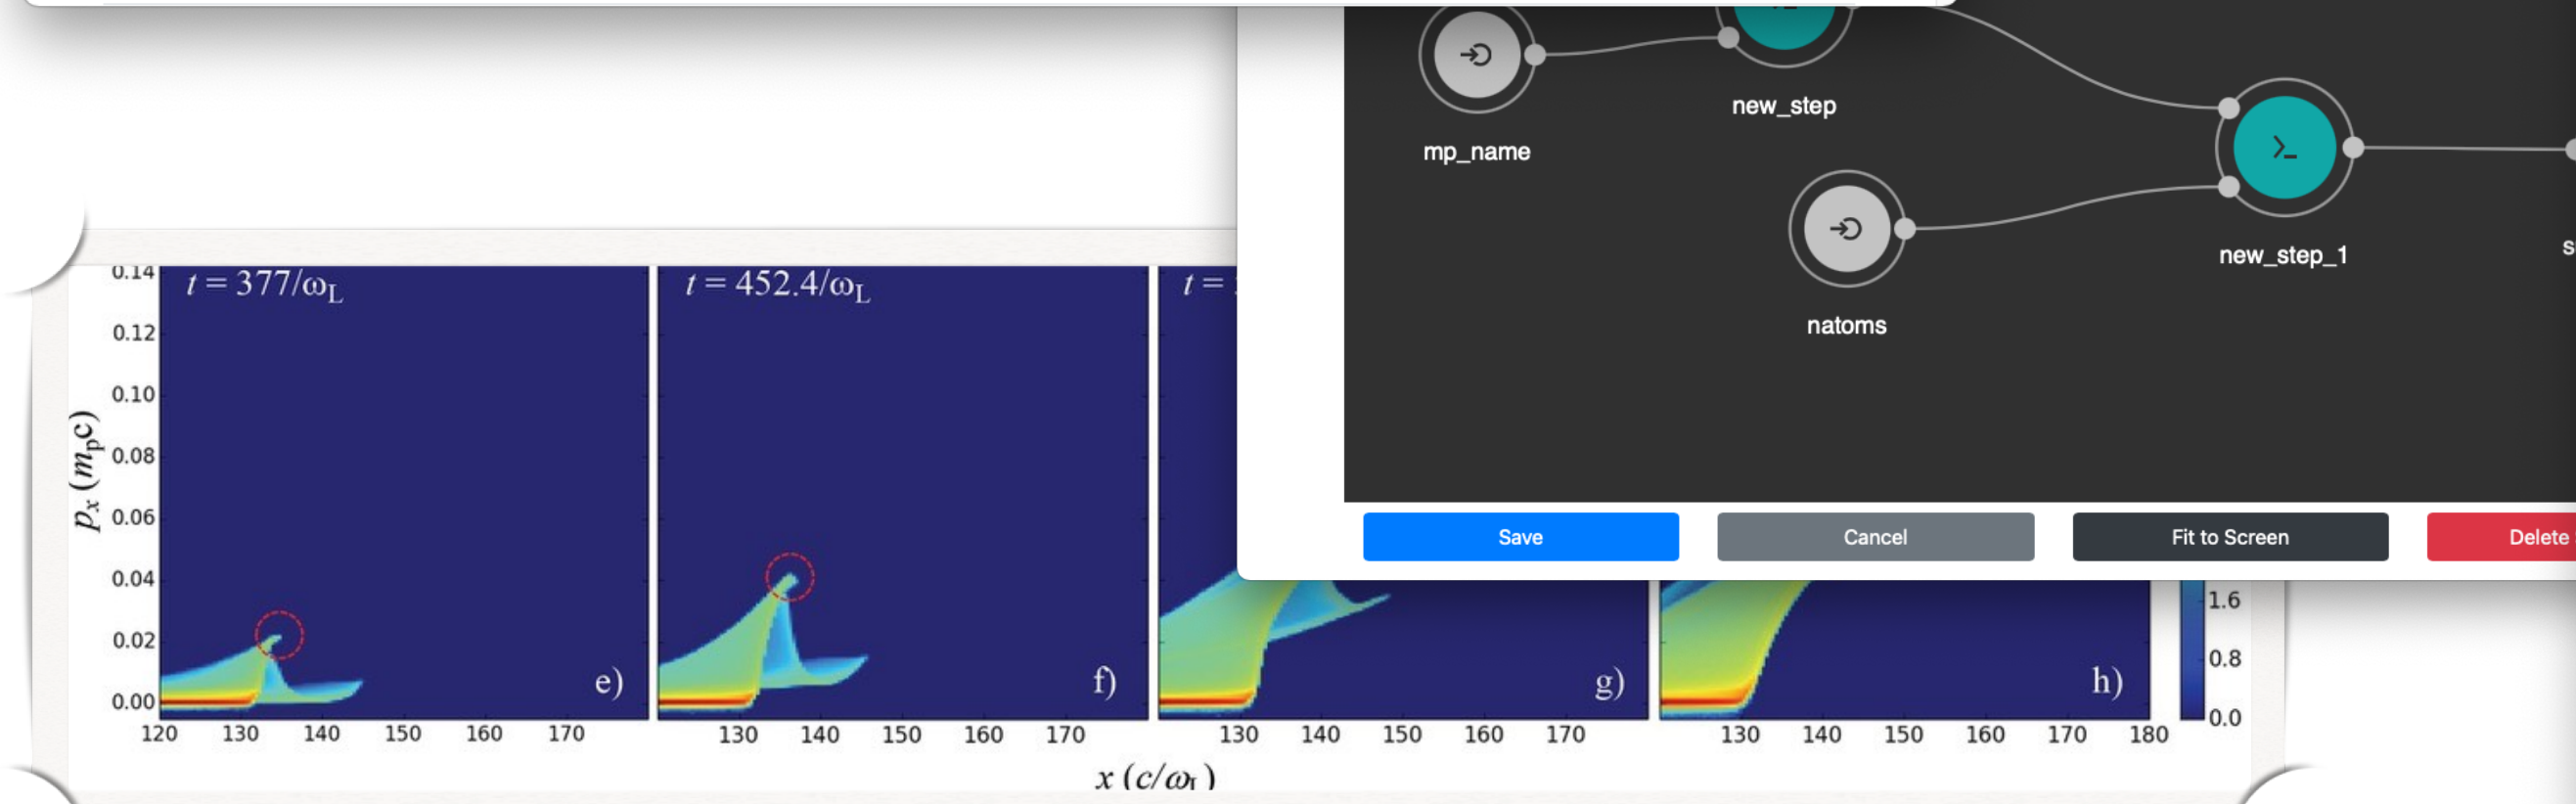 new_step
mp_name
new_step_1
natoms
Save
Cancel
Fit to Screen
Delete
t = 377/ωL
t = 452.4/ωL
t =
0.14
0.12
0.10
0.08
0.06
0.04
0.02
0.00
px (mpc)
e)
f)
g)
h)
1.6
0.8
0.0
120 130 140 150 160 170
130 140 150 160 170
130 140 150 160 170
130 140 150 160 170 180
x (c/ωL)